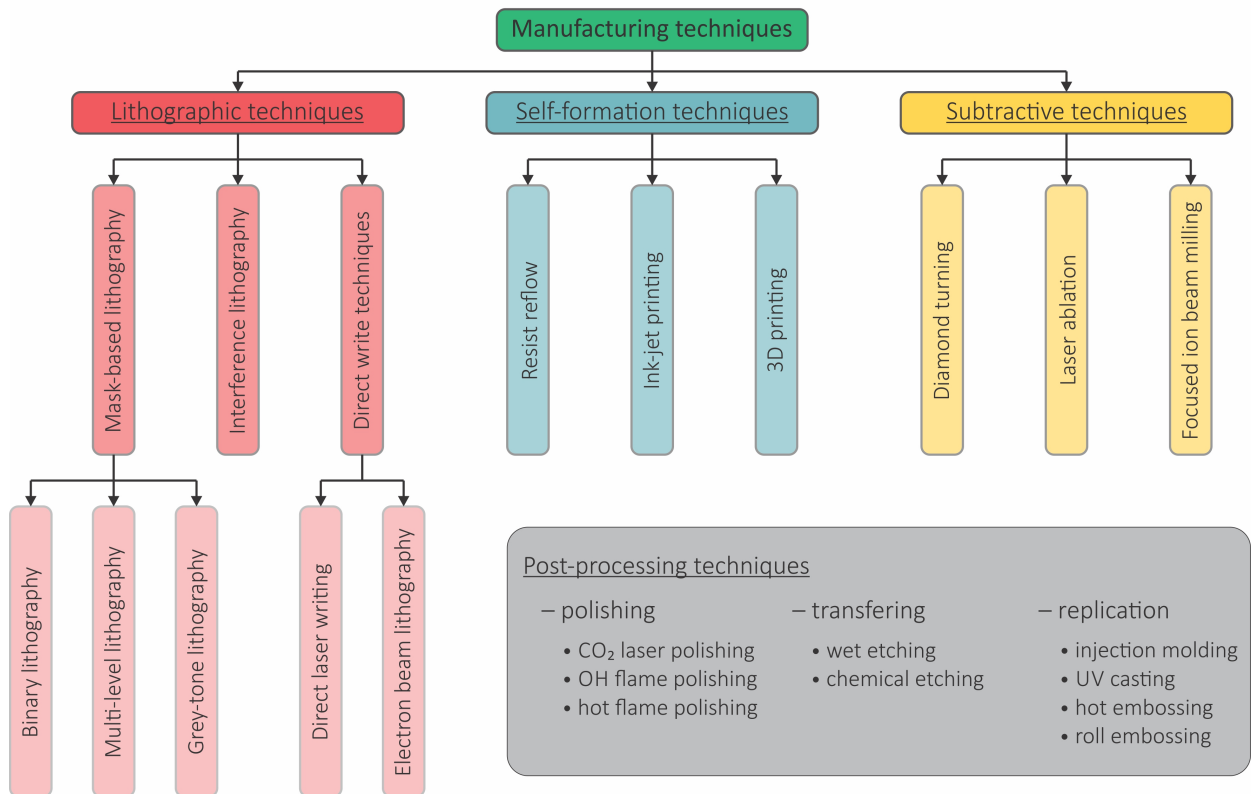 Manufacturing techniques
Lithographic techniques
Self-formation techniques
Subtractive techniques
Mask-based lithography
Interference lithography
Direct write techniques
Resist reflow
Ink-jet printing
3D printing
Diamond turning
Laser ablation
Focused ion beam milling
Binary lithography
Multi-level lithography
Grey-tone lithography
Direct laser writing
Electron beam lithography
Post-processing techniques
– polishing
• CO₂ laser polishing
• OH flame polishing
• hot flame polishing
– transfering
• wet etching
• chemical etching
– replication
• injection molding
• UV casting
• hot embossing
• roll embossing